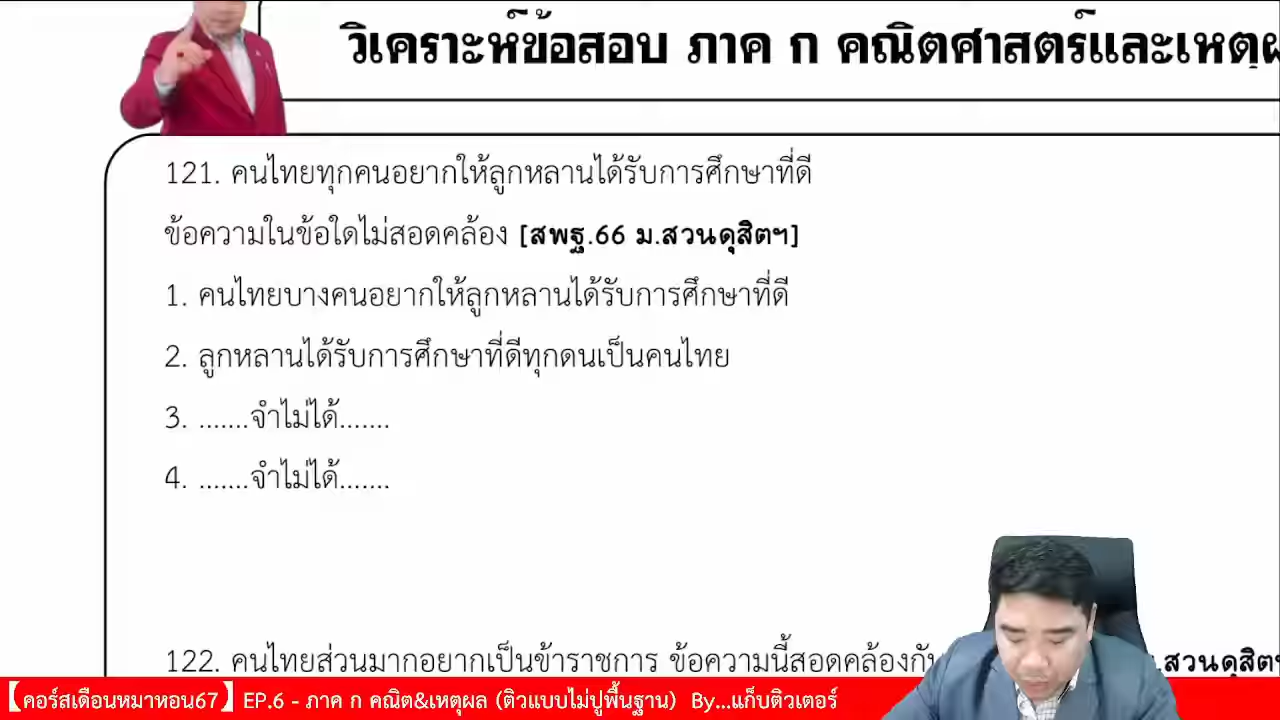 วิเคราะห์ข้อสอบ ภาค ก คณิตศาสตร์และเหตุผ
121. คนไทยทุกคนอยากให้ลูกหลานได้รับการศึกษาที่ดี
ข้อความในข้อใดไม่สอดคล้อง [สพฐ.66 ม.สวนดุสิตฯ]
1. คนไทยบางคนอยากให้ลูกหลานได้รับการศึกษาที่ดี
2. ลูกหลานได้รับการศึกษาที่ดีทุกดนเป็นคนไทย
3. .......จำไม่ได้.......
4. .......จำไม่ได้.......
122. คนไทยส่วนมากอยากเป็นข้าราชการ ข้อความนี้สอดคล้องกับ .สวนดุสิตฯ
【คอร์สเดือนหมาหอน67】 EP.6 - ภาค ก คณิต&เหตุผล (ติวแบบไม่ปูพื้นฐาน) By...แก็บติวเตอร์